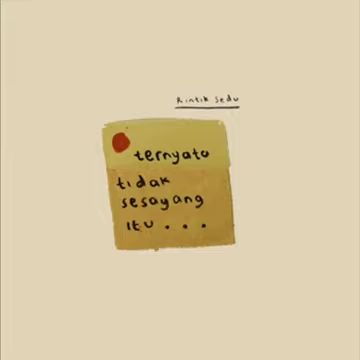 Rintik Sedu
ternyata
tidak
sesayang
itu . . .